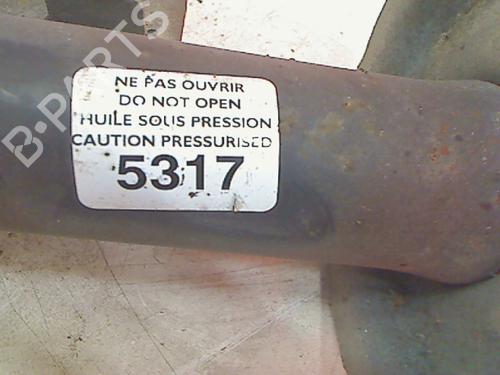 B-PARTS
NE PAS OUVRIR
DO NOT OPEN
HUILE SOUS PRESSION
CAUTION PRESSURISED
5317